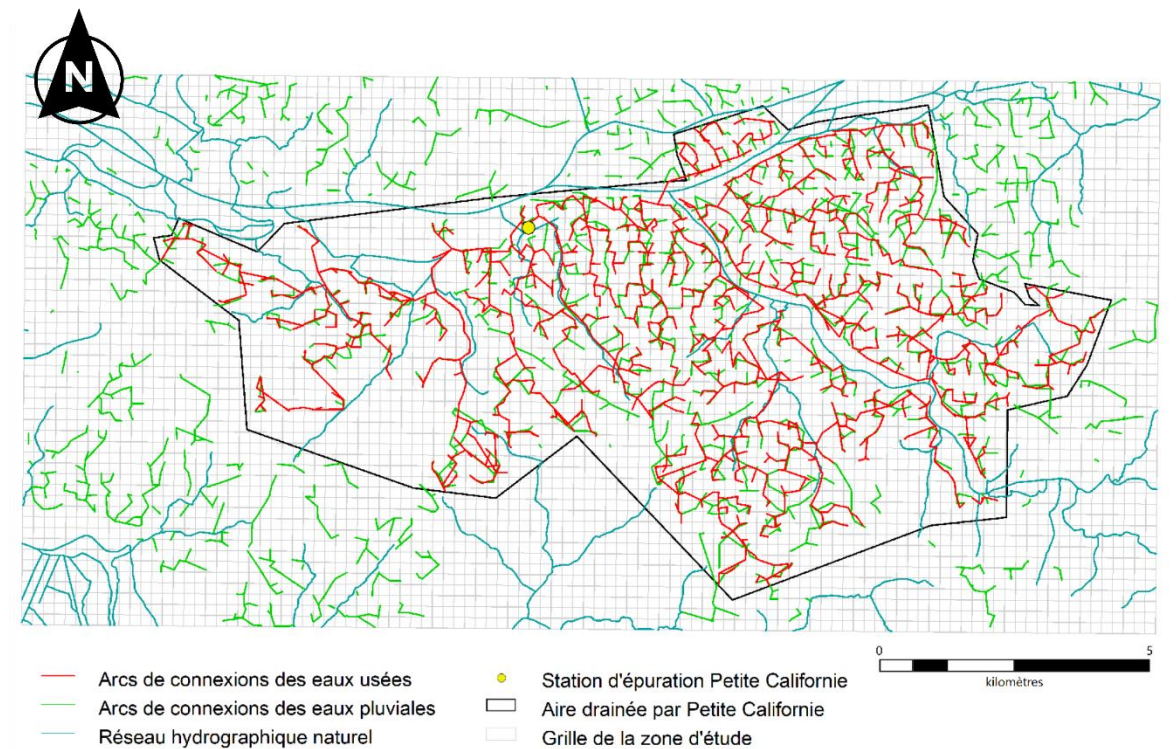 N
0 5
kilomètres
Arcs de connexions des eaux usées
Arcs de connexions des eaux pluviales
Réseau hydrographique naturel
Station d'épuration Petite Californie
Aire drainée par Petite Californie
Grille de la zone d'étude